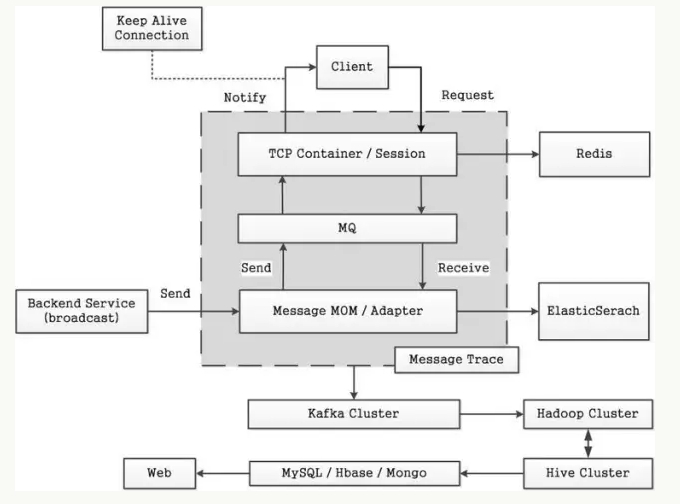 Keep Alive
Connection
Client
Notify
Request
TCP Container / Session
Redis
MQ
Send
Receive
Backend Service
(broadcast)
Send
Message MOM / Adapter
ElasticSerach
Message Trace
Kafka Cluster
Hadoop Cluster
Web
MySQL / Hbase / Mongo
Hive Cluster